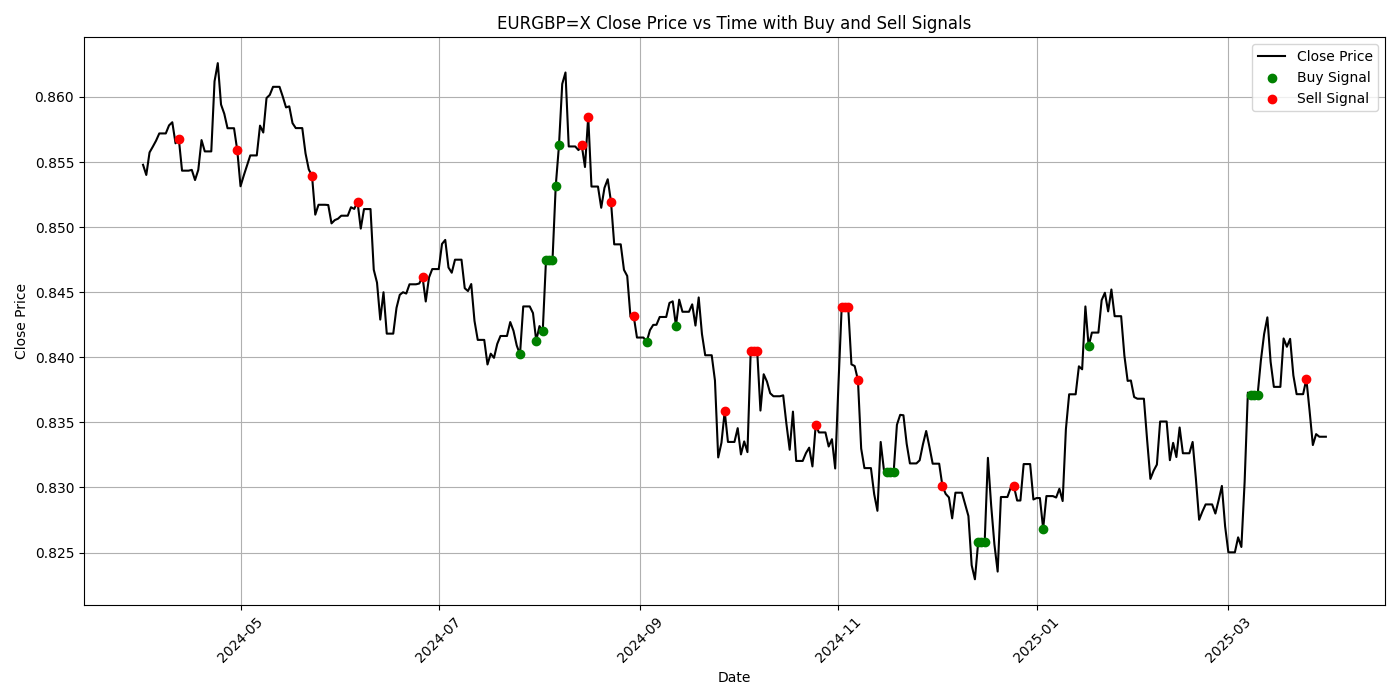 EURGBP=X Close Price vs Time with Buy and Sell Signals
Close Price
Buy Signal
Sell Signal
Close Price
0.860
0.855
0.850
0.845
0.840
0.835
0.830
0.825
2024-05
2024-07
2024-09
2024-11
2025-01
2025-03
Date